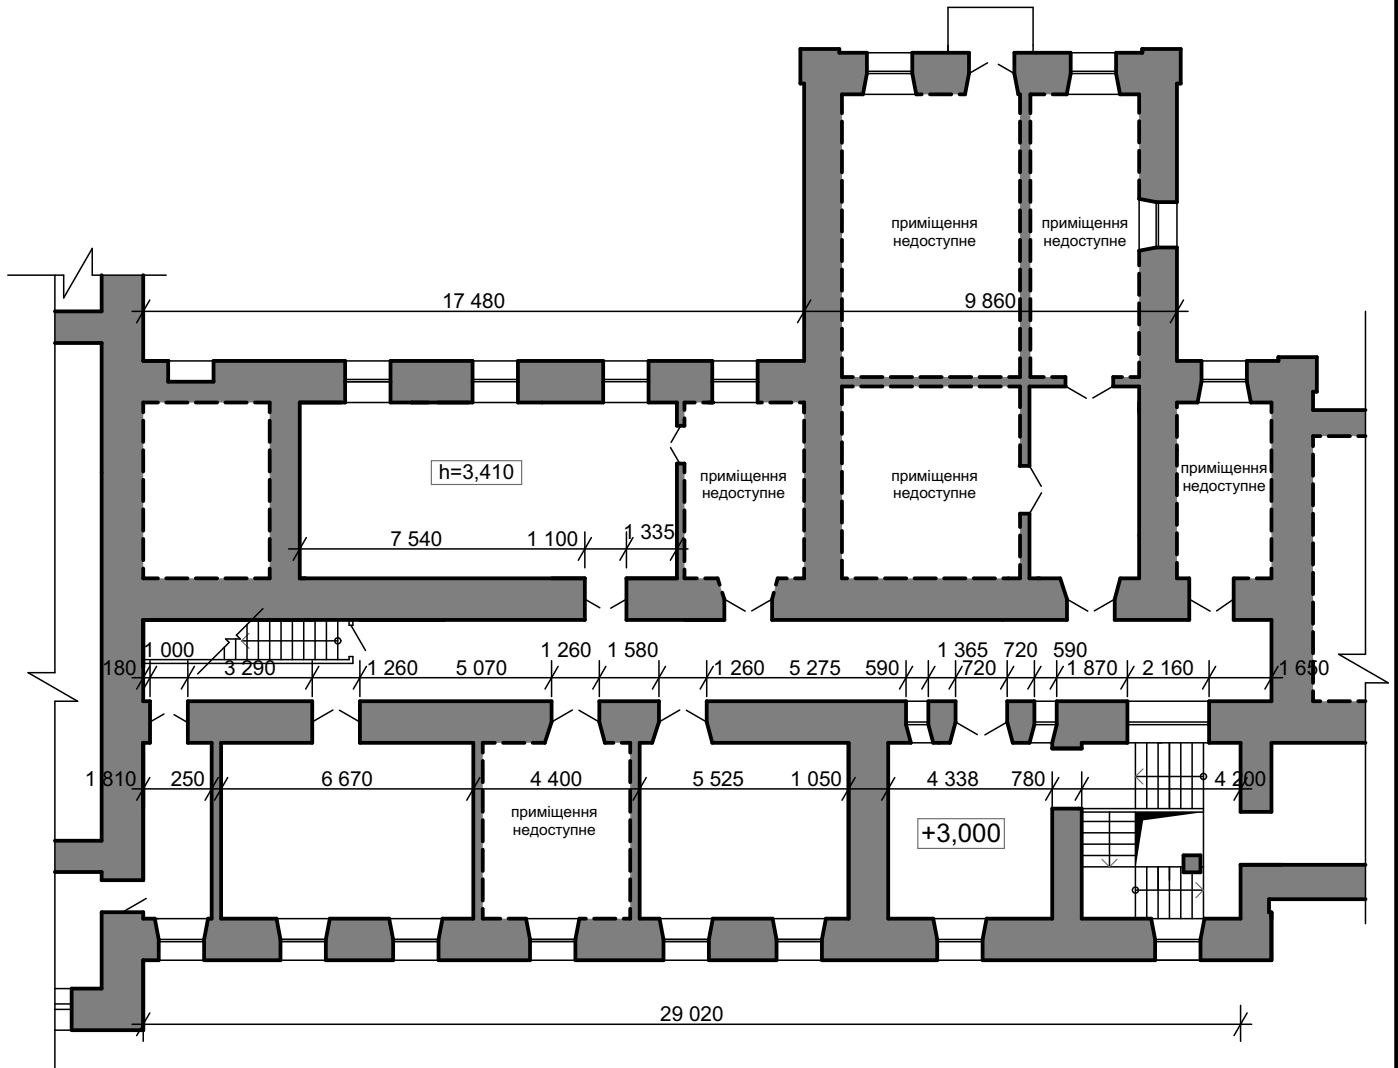 приміщення
недоступне
приміщення
недоступне
17 480
9 860
h=3,410
приміщення
недоступне
приміщення
недоступне
приміщення
недоступне
7 540
1 100
1 335
180
1 000
3 290
1 260
5 070
1 260
1 580
1 260
5 275
590
1 365
720
720
590
1 870
2 160
1 650
1 810
250
6 670
4 400
5 525
1 050
4 338
780
4 200
приміщення
недоступне
+3,000
29 020